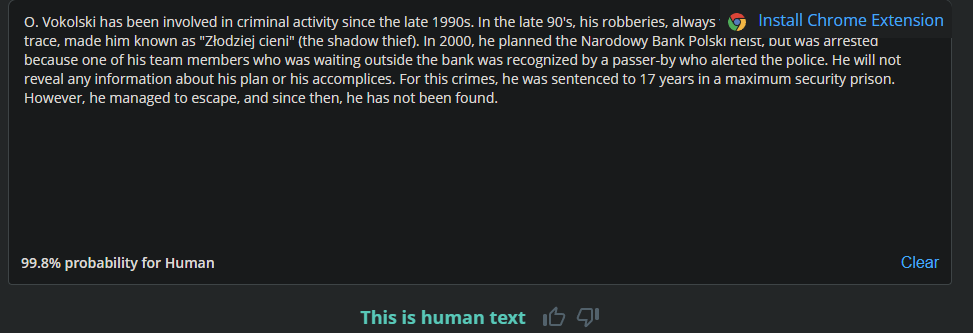 O. Vokolski has been involved in criminal activity since the late 1990s. In the late 90's, his robberies, always
Install Chrome Extension
trace, made him known as "Złodziej cieni" (the shadow thief). In 2000, he planned the Narodowy Bank Polski heist, but was arrested
because one of his team members who was waiting outside the bank was recognized by a passer-by who alerted the police. He will not
reveal any information about his plan or his accomplices. For this crimes, he was sentenced to 17 years in a maximum security prison.
However, he managed to escape, and since then, he has not been found.
99.8% probability for Human
Clear
This is human text